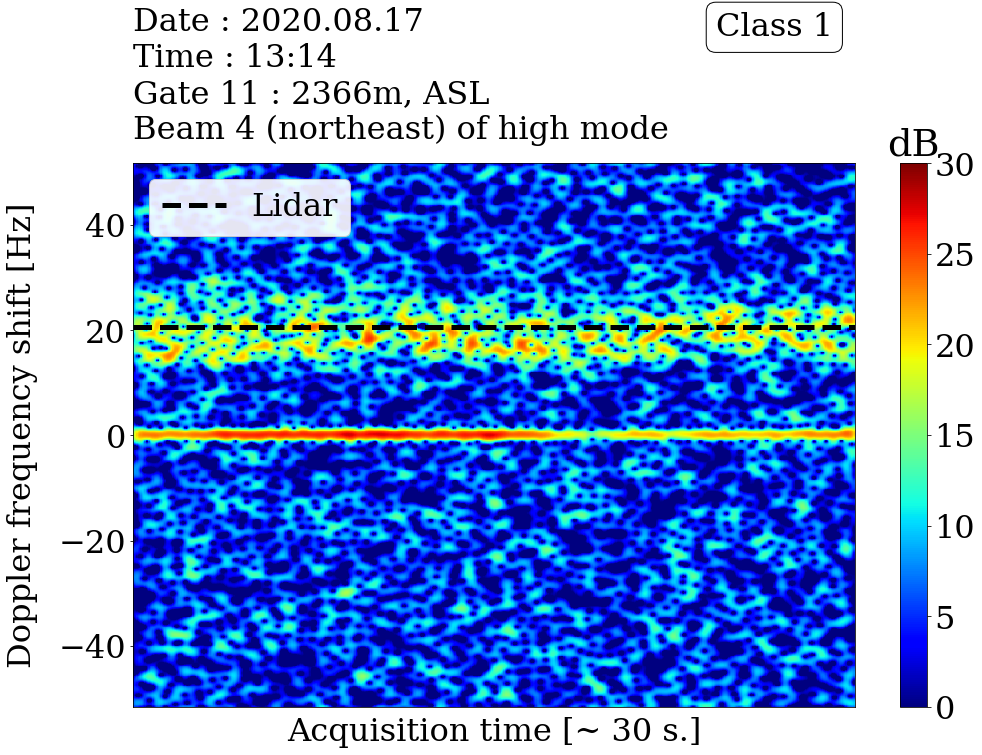 Date : 2020.08.17
Time : 13:14
Gate 11 : 2366m, ASL
Beam 4 (northeast) of high mode
Class 1
dB
Lidar
Doppler frequency shift [Hz]
40
20
0
−20
−40
Acquisition time [~ 30 s.]
30
25
20
15
10
5
0